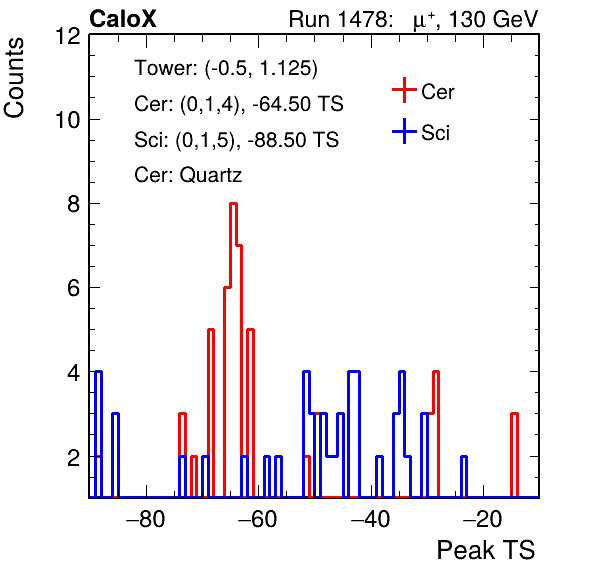 CaloX Run 1478: μ⁺, 130 GeV
Counts
12
10
8
6
4
2
Tower: (-0.5, 1.125)
Cer: (0,1,4), -64.50 TS
Sci: (0,1,5), -88.50 TS
Cer: Quartz
Cer
Sci
−80 −60 −40 −20
Peak TS